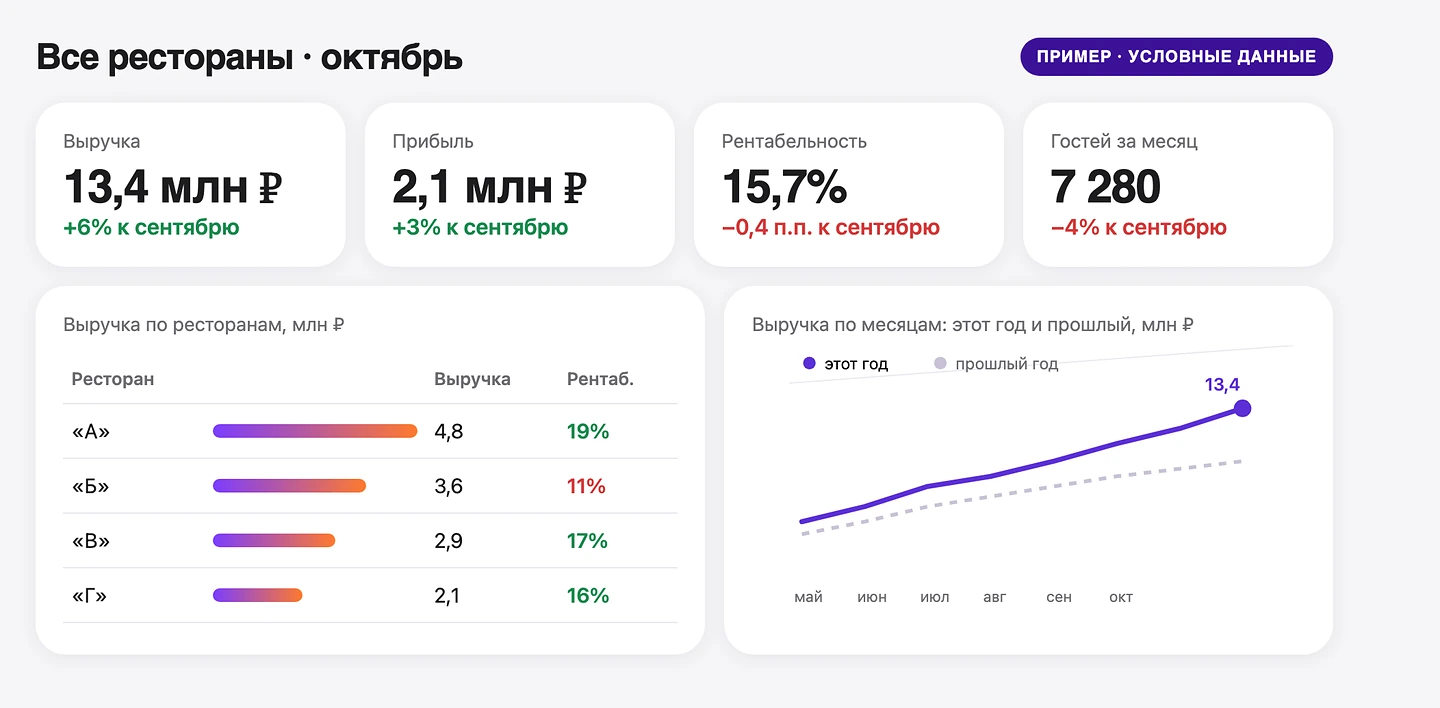 Все рестораны · октябрь
ПРИМЕР · УСЛОВНЫЕ ДАННЫЕ
Выручка
13,4 млн ₽
+6% к сентябрю
Прибыль
2,1 млн ₽
+3% к сентябрю
Рентабельность
15,7%
−0,4 п.п. к сентябрю
Гостей за месяц
7 280
−4% к сентябрю
Выручка по ресторанам, млн ₽
Ресторан Выручка Рентаб.
«А» 4,8 19%
«Б» 3,6 11%
«В» 2,9 17%
«Г» 2,1 16%
Выручка по месяцам: этот год и прошлый, млн ₽
этот год прошлый год
13,4
май июн июл авг сен окт